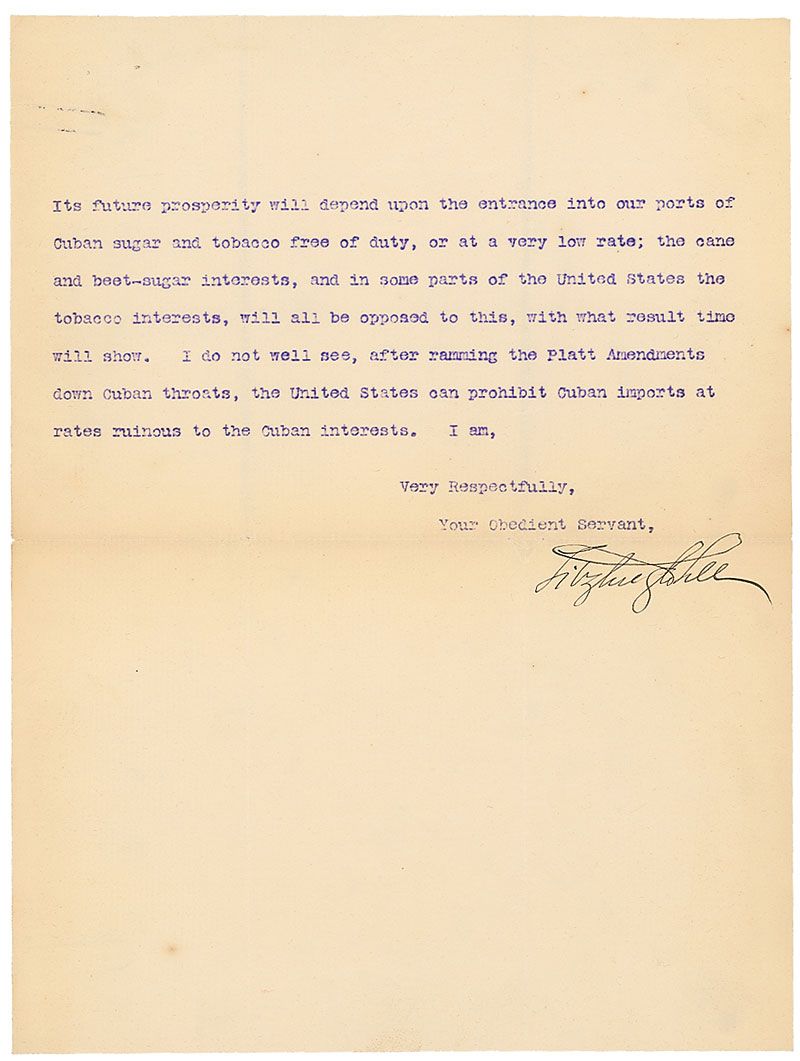 Its future prosperity will depend upon the entrance into our ports of
Cuban sugar and tobacco free of duty, or at a very low rate; the cane
and beet-sugar interests, and in some parts of the United States the
tobacco interests, will all be opposed to this, with what result time
will show. I do not well see, after ramming the Platt Amendments
down Cuban throats, the United States can prohibit Cuban imports at
rates ruinous to the Cuban interests. I am,
Very Respectfully,
Your Obedient Servant,
Fitzhugh Lee